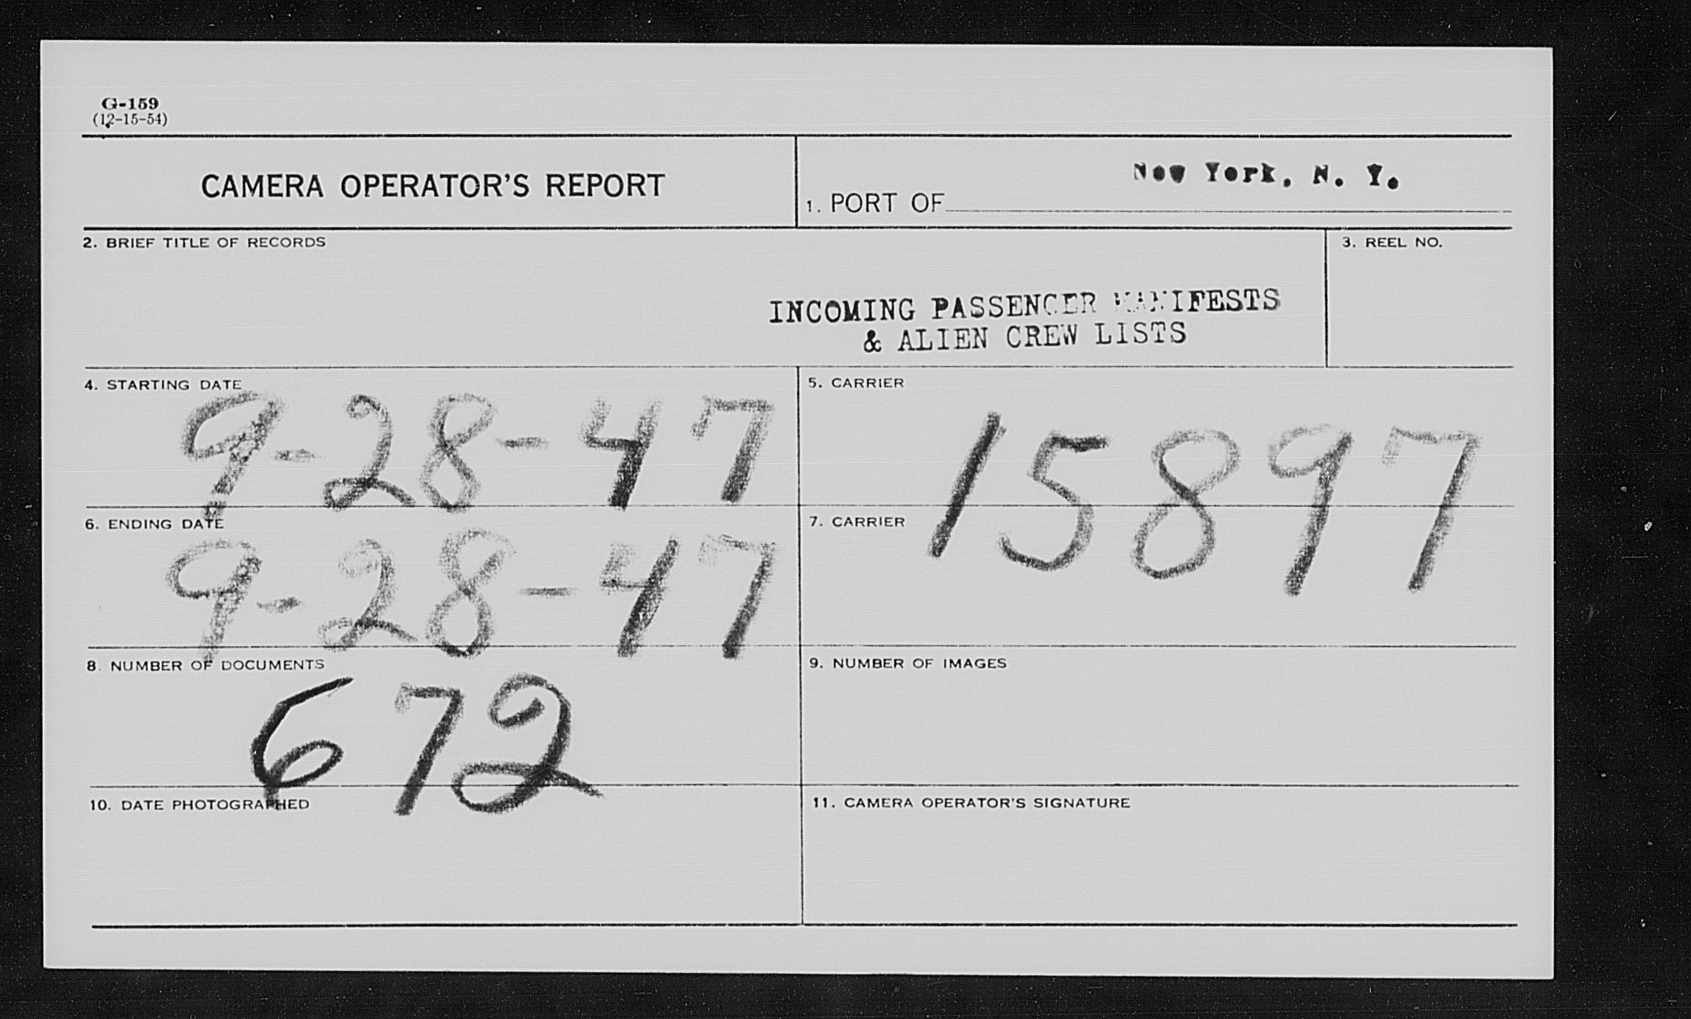 G-159
(12-15-54)
CAMERA OPERATOR'S REPORT
1. PORT OF New York, N. Y.
2. BRIEF TITLE OF RECORDS
3. REEL NO.
INCOMING PASSENGER MANIFESTS
& ALIEN CREW LISTS
4. STARTING DATE
9-28-47
5. CARRIER
15897
6. ENDING DATE
9-28-47
7. CARRIER
8. NUMBER OF DOCUMENTS
672
9. NUMBER OF IMAGES
10. DATE PHOTOGRAPHED
11. CAMERA OPERATOR'S SIGNATURE